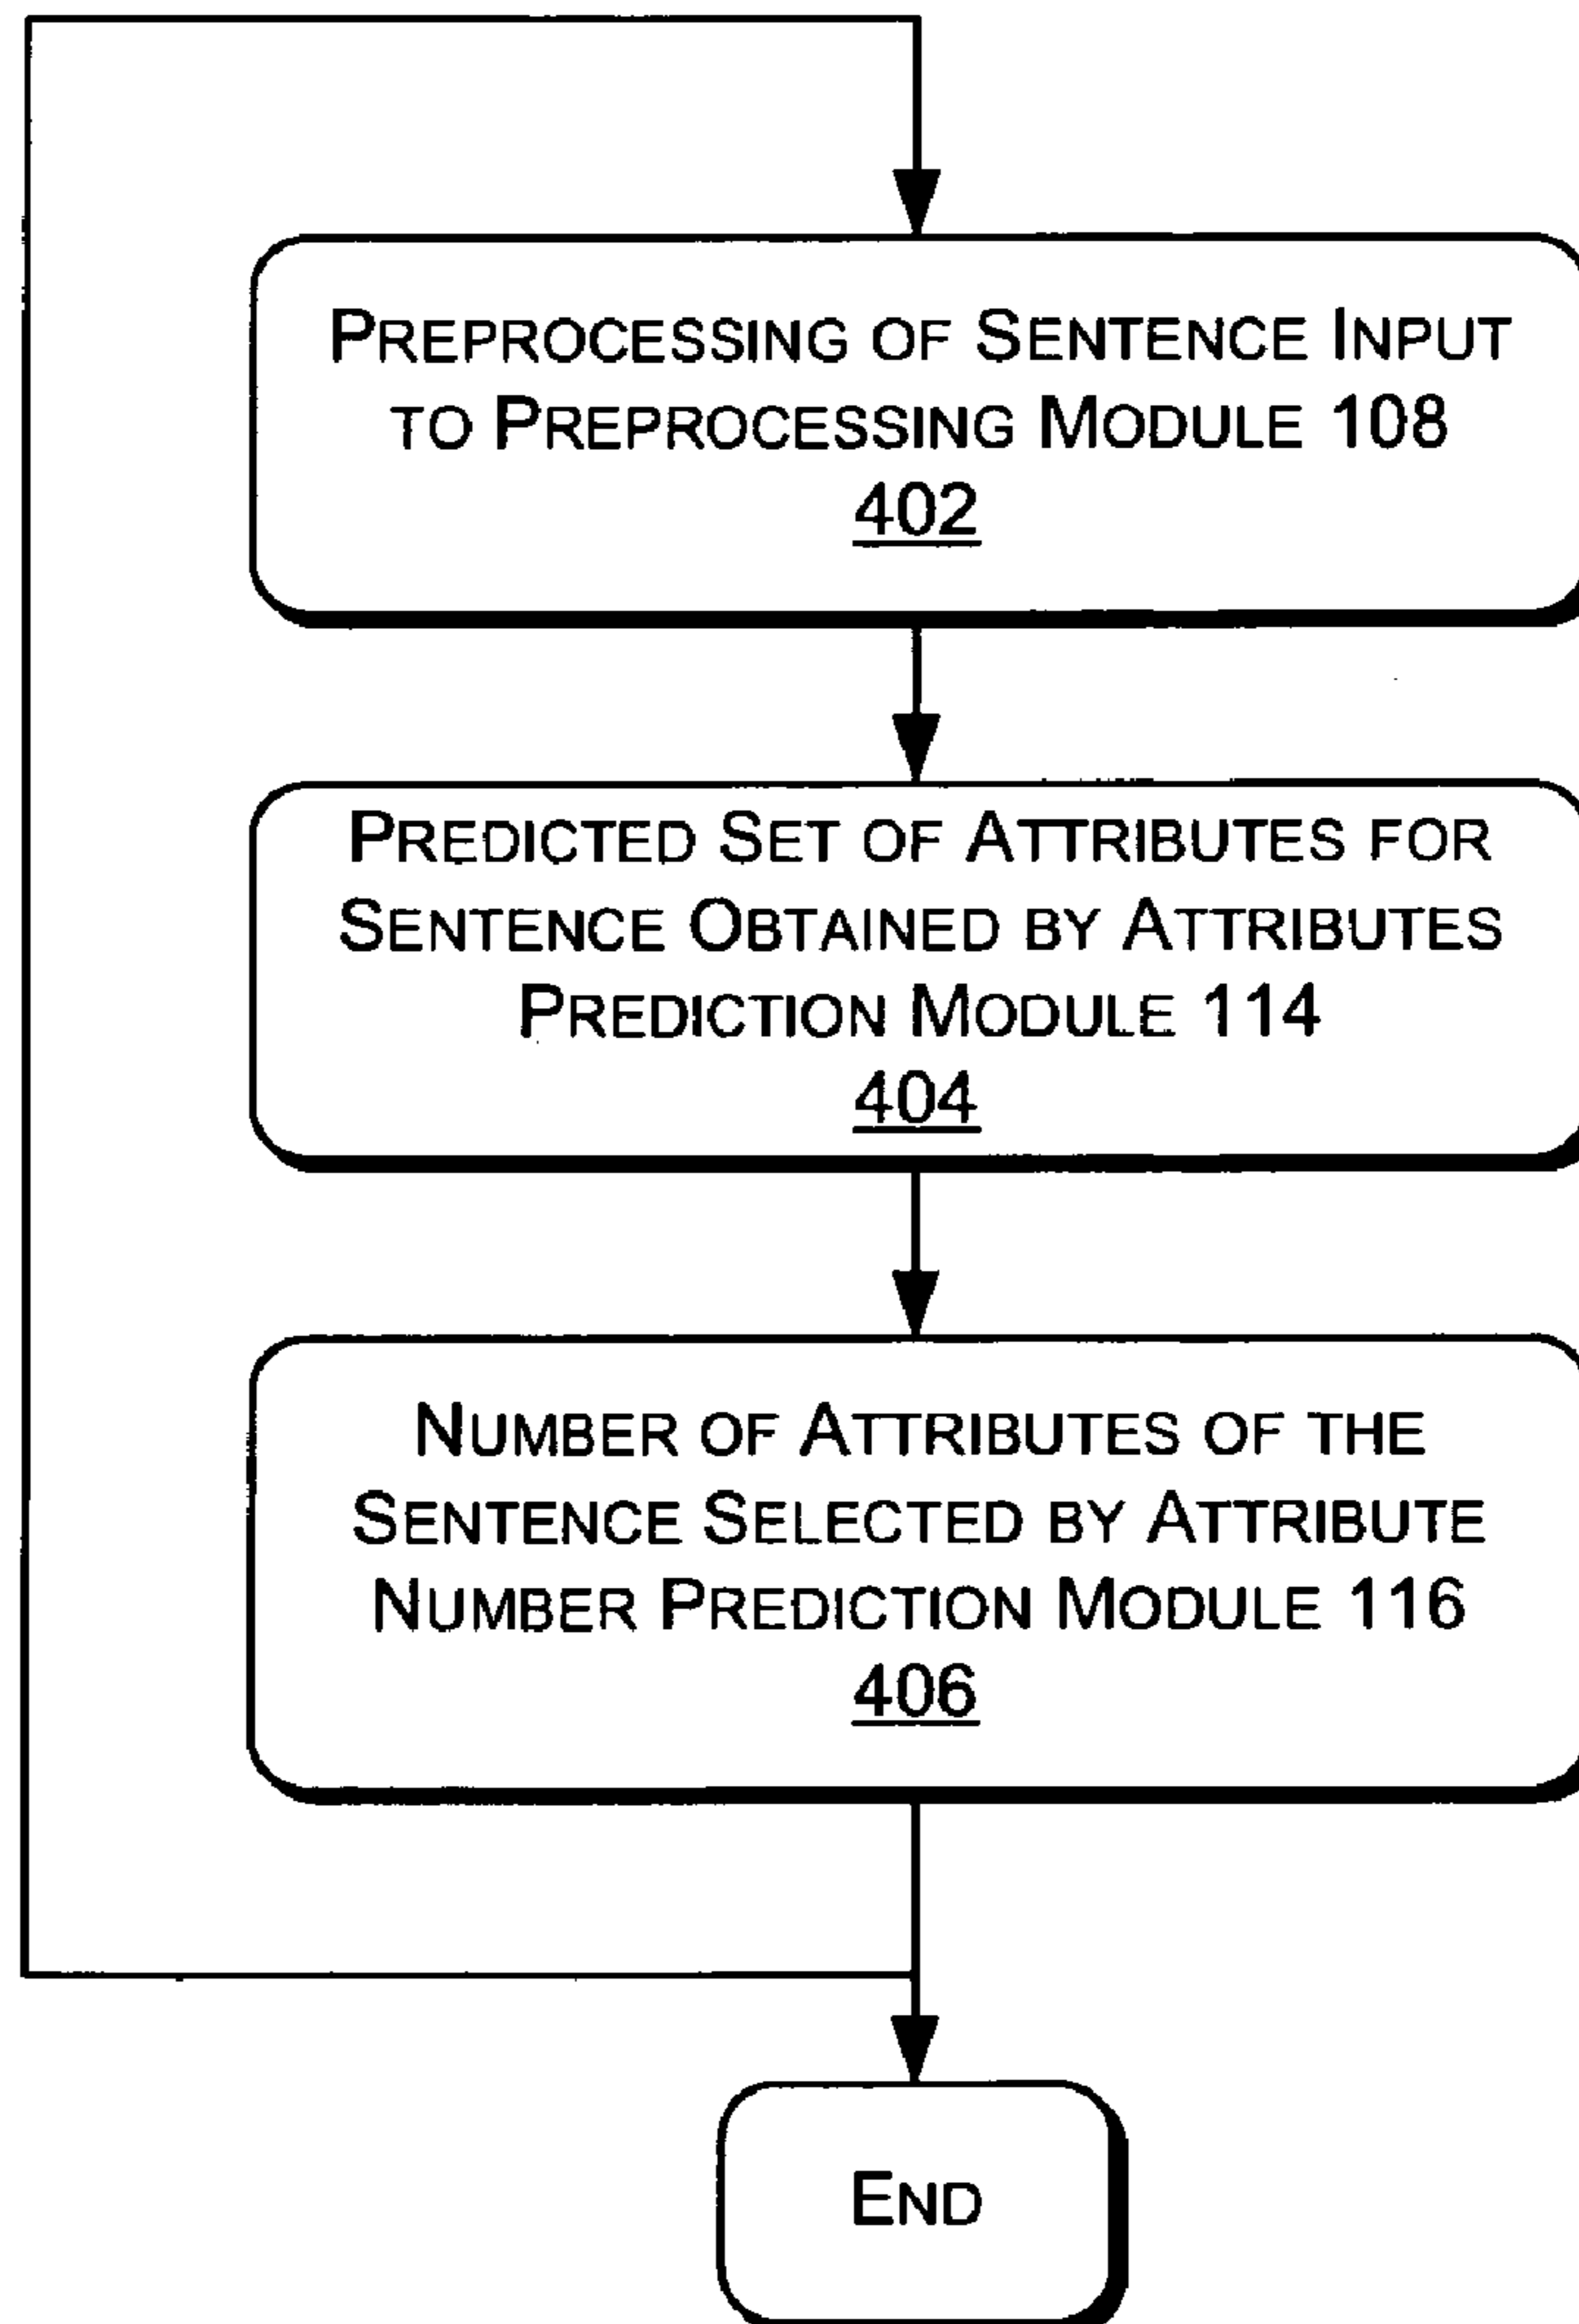 PREPROCESSING OF SENTENCE INPUT
TO PREPROCESSING MODULE 108
402
PREDICTED SET OF ATTRIBUTES FOR
SENTENCE OBTAINED BY ATTRIBUTES
PREDICTION MODULE 114
404
NUMBER OF ATTRIBUTES OF THE
SENTENCE SELECTED BY ATTRIBUTE
NUMBER PREDICTION MODULE 116
406
END